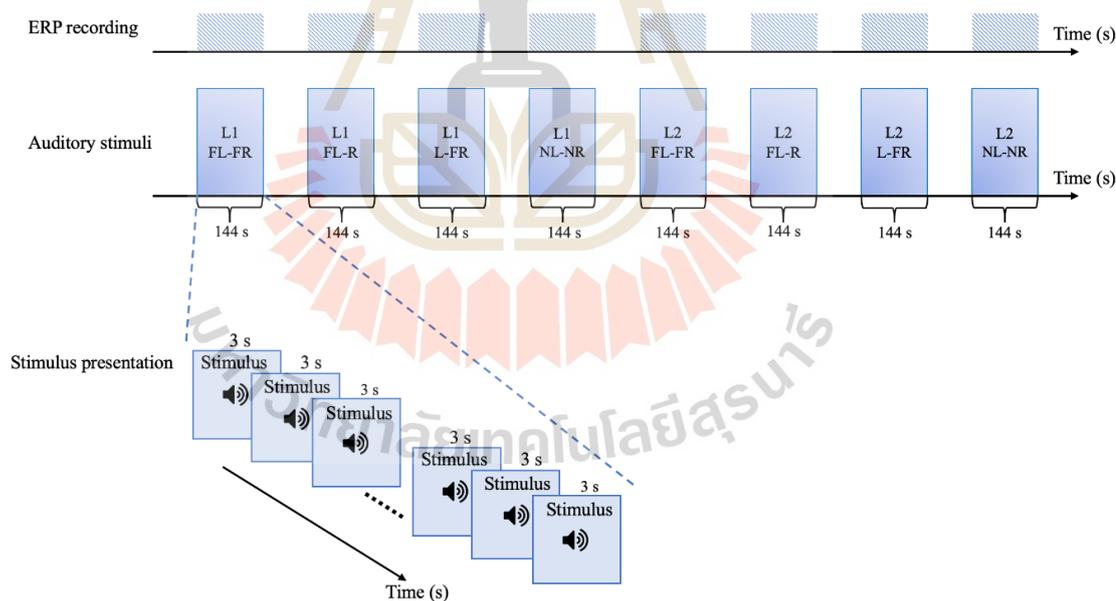 ERP recording
Time (s)
Auditory stimuli
L1
FL-FR
L1
FL-R
L1
L-FR
L1
NL-NR
L2
FL-FR
L2
FL-R
L2
L-FR
L2
NL-NR
Time (s)
144 s
144 s
144 s
144 s
144 s
144 s
144 s
144 s
Stimulus presentation
3 s
Stimulus
3 s
Stimulus
3 s
Stimulus
3 s
Stimulus
3 s
Stimulus
3 s
Stimulus
Time (s)
มหาวิทยาลัยเทคโนโลยีสุรนารี